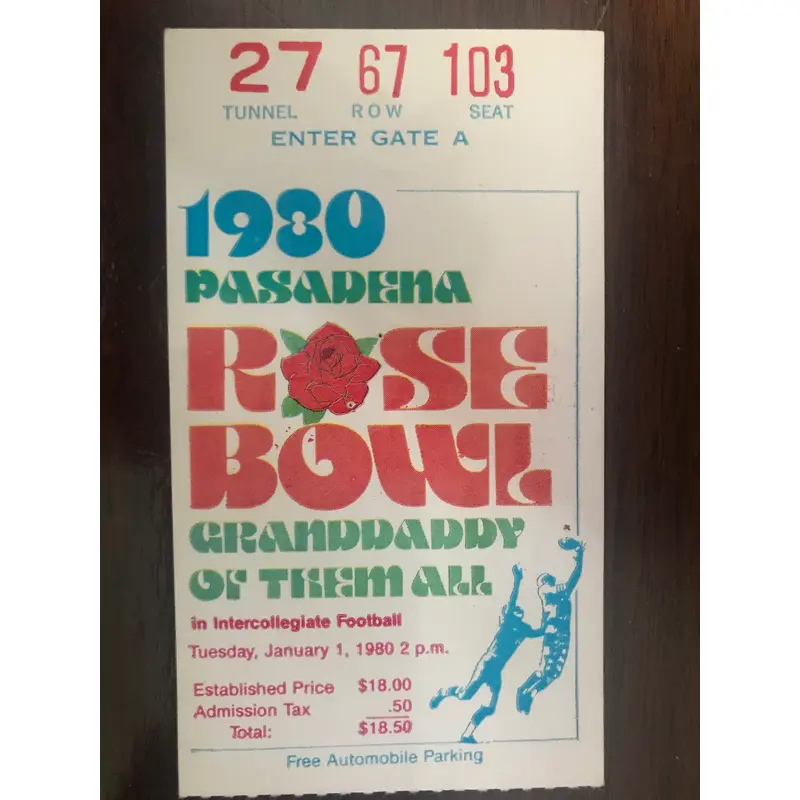 27 67 103
TUNNEL ROW SEAT
ENTER GATE A
1980
PASADENA
ROSE
BOWL
GRANDDADDY
OF THEM ALL
in Intercollegiate Football
Tuesday, January 1, 1980 2 p.m.
Established Price $18.00
Admission Tax .50
Total: $18.50
Free Automobile Parking